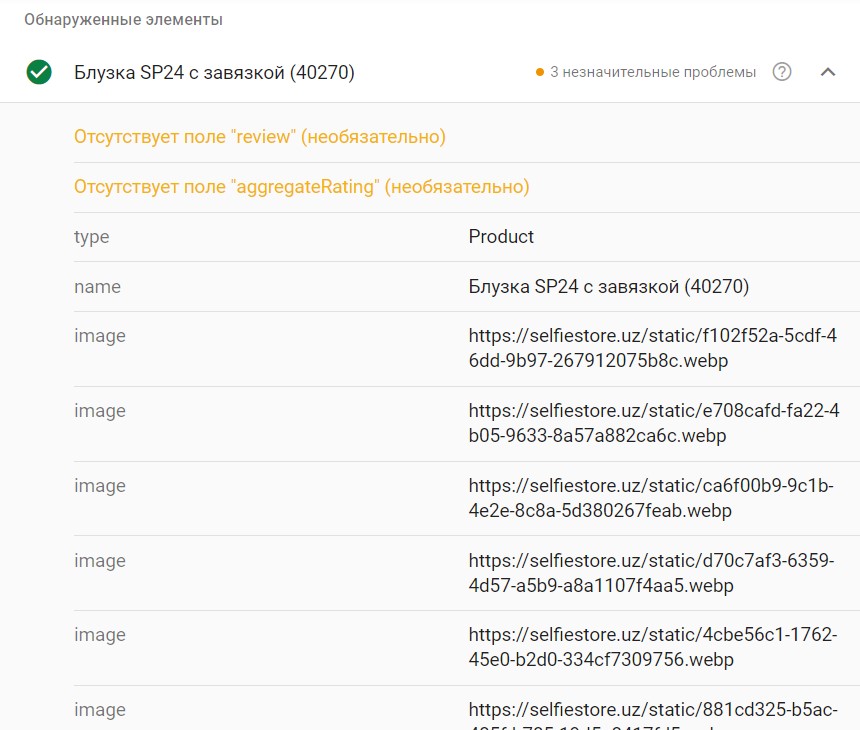 Обнаруженные элементы
Блузка SP24 с завязкой (40270)
3 незначительные проблемы
Отсутствует поле "review" (необязательно)
Отсутствует поле "aggregateRating" (необязательно)
type
Product
name
Блузка SP24 с завязкой (40270)
image
https://selfiestore.uz/static/f102f52a-5cdf-4
6dd-9b97-267912075b8c.webp
image
https://selfiestore.uz/static/e708cafd-fa22-4
b05-9633-8a57a882ca6c.webp
image
https://selfiestore.uz/static/ca6f00b9-9c1b-
4e2e-8c8a-5d380267feab.webp
image
https://selfiestore.uz/static/d70c7af3-6359-
4d57-a5b9-a8a1107f4aa5.webp
image
https://selfiestore.uz/static/4cbe56c1-1762-
45e0-b2d0-334cf7309756.webp
image
https://selfiestore.uz/static/881cd325-b5ac-